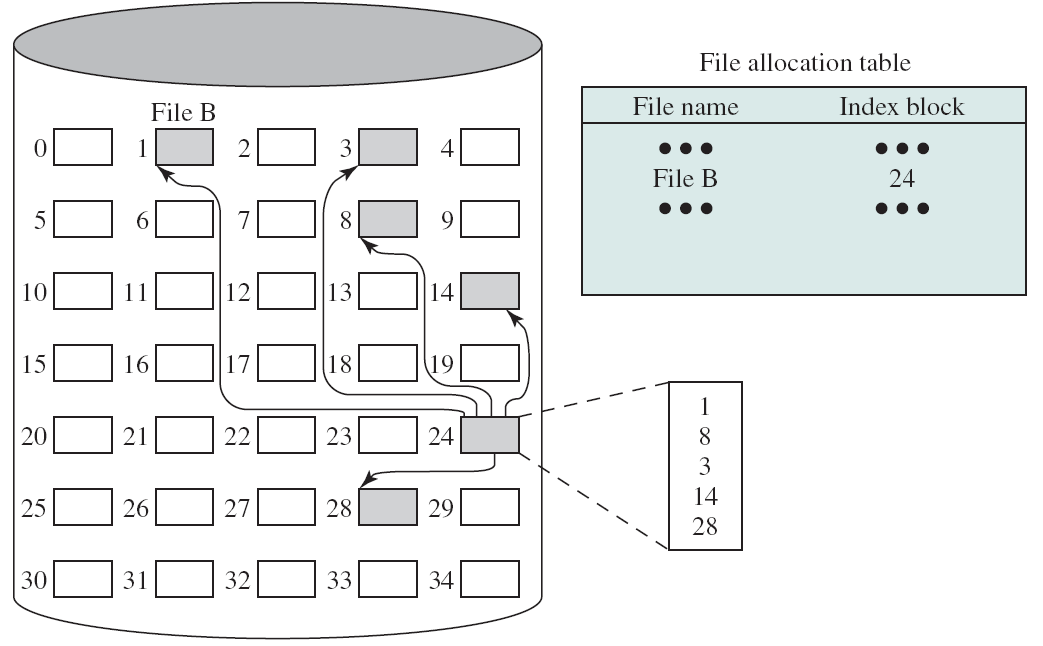 File B
0 1 2 3 4
5 6 7 8 9
10 11 12 13 14
15 16 17 18 19
20 21 22 23 24
25 26 27 28 29
30 31 32 33 34
File allocation table
File name Index block
••• •••
File B 24
••• •••
1
8
3
14
28